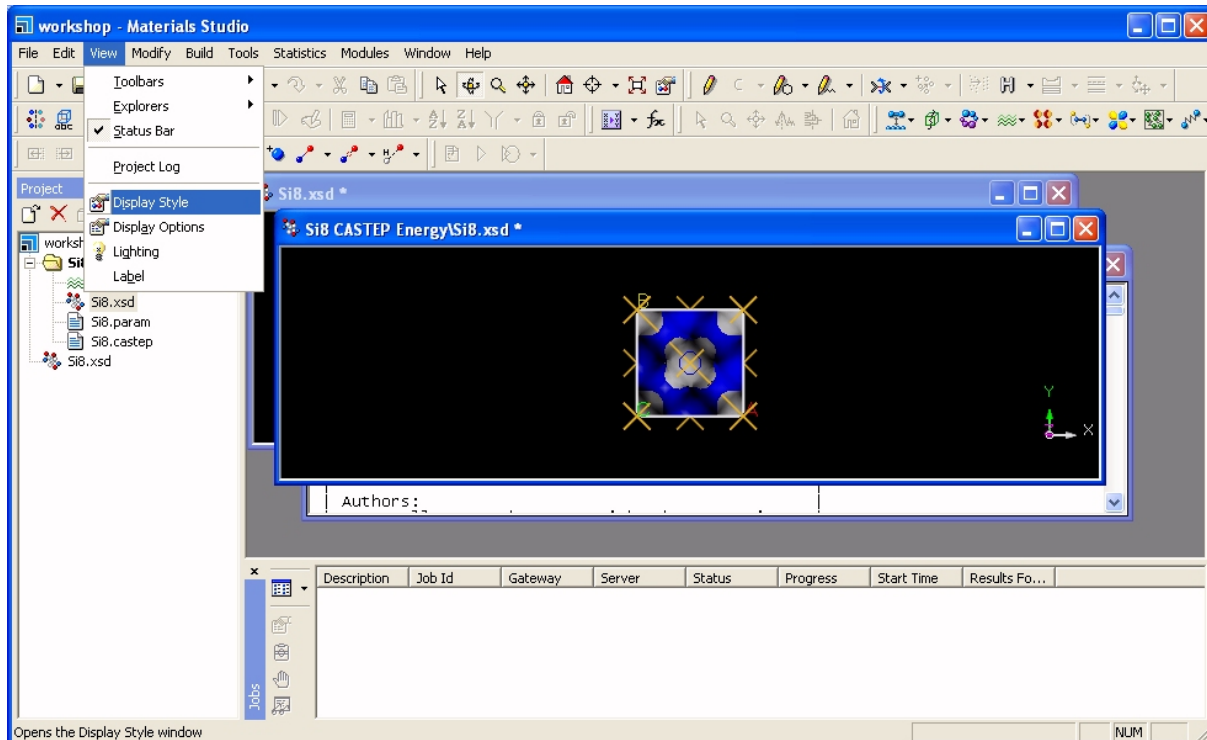 workshop - Materials Studio
File Edit View Modify Build Tools Statistics Modules Window Help
Toolbars
Explorers
Status Bar
Project Log
Display Style
Display Options
Lighting
Label
Project
Si8.xsd
Si8.param
Si8.castep
Si8.xsd
Si8.xsd *
Si8 CASTEP Energy\Si8.xsd *
B
C
A
Y
X
Authors:
Description Job Id Gateway Server Status Progress Start Time Results Fo...
Jobs
Opens the Display Style window
NUM